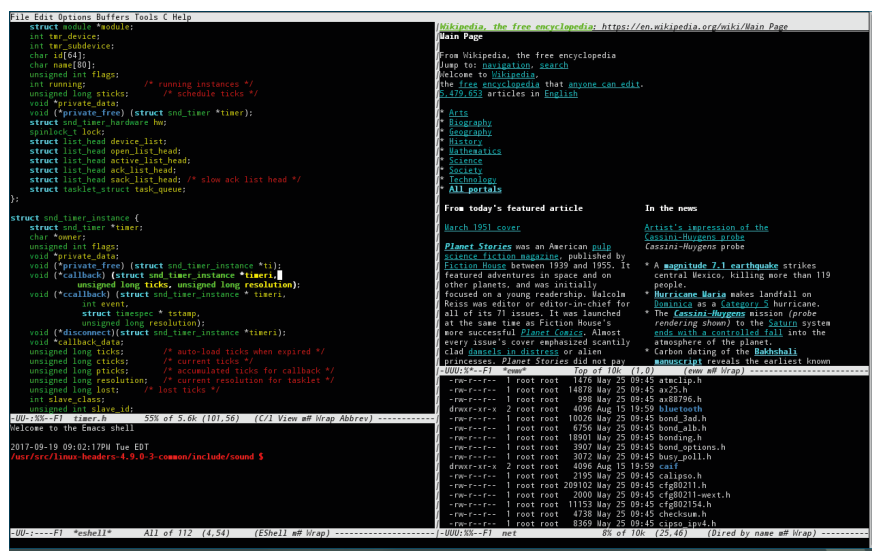 File Edit Options Buffers Tools C Help
struct module *module;
int tmr_device;
int tmr_subdevice;
char id[64];
char name[80];
unsigned int flags;
int running; /* running instances */
unsigned long sticks; /* schedule ticks */
void *private_data;
void (*private_free) (struct snd_timer *timer);
struct snd_timer_hardware hw;
spinlock_t lock;
struct list_head device_list;
struct list_head open_list_head;
struct list_head active_list_head;
struct list_head ack_list_head;
struct list_head sack_list_head; /* slow ack list head */
struct tasklet_struct task_queue;
};
struct snd_timer_instance {
struct snd_timer *timer;
char *owner;
unsigned int flags;
void *private_data;
void (*private_free) (struct snd_timer_instance *ti);
void (*callback) (struct snd_timer_instance *timeri,
unsigned long ticks, unsigned long resolution);
void (*ccallback) (struct snd_timer_instance * timeri,
int event,
struct timespec * tstamp,
unsigned long resolution);
void (*disconnect)(struct snd_timer_instance *timeri);
void *callback_data;
unsigned long ticks; /* auto-load ticks when expired */
unsigned long cticks; /* current ticks */
unsigned long pticks; /* accumulated ticks for callback */
unsigned long resolution; /* current resolution for tasklet */
unsigned long lost; /* lost ticks */
int slave_class;
unsigned int slave_id;
-UU-:%%--F1 timer.h 55% of 5.6k (101,56) (C/l View m# Wrap Abbrev) -----------
Welcome to the Emacs shell
2017-09-19 09:02:17PM Tue EDT
/usr/src/linux-headers-4.9.0-3-common/include/sound $
-UU-:----F1 *eshell* All of 112 (4,54) (EShell m# Wrap) -------------------
Wikipedia, the free encyclopedia: https://en.wikipedia.org/wiki/Main Page
Main Page
From Wikipedia, the free encyclopedia
Jump to: navigation, search
Welcome to Wikipedia,
the free encyclopedia that anyone can edit.
5,479,653 articles in English
* Arts
* Biography
* Geography
* History
* Mathematics
* Science
* Society
* Technology
* All portals
From today's featured article
March 1951 cover
Planet Stories was an American pulp
science fiction magazine, published by
Fiction House between 1939 and 1955. It
featured adventures in space and on
other planets, and was initially
focused on a young readership. Malcolm
Reiss was editor or editor-in-chief for
all of its 71 issues. It was launched
at the same time as Fiction House's
more successful Planet Comics. Almost
every issue's cover emphasized scantily
clad damsels in distress or alien
princesses. Planet Stories did not pay
In the news
Artist's impression of the
Cassini-Huygens probe
Cassini-Huygens probe
* A magnitude 7.1 earthquake strikes
central Mexico, killing more than 119
people.
* Hurricane Maria makes landfall on
Dominica as a Category 5 hurricane.
* The Cassini-Huygens mission (probe
rendering shown) to the Saturn system
ends with a controlled fall into the
atmosphere of the planet.
* Carbon dating of the Bakhshali
manuscript reveals the earliest known
-UUU:%*--F1 *eww* Top of 10k (1,0) (eww m# Wrap) -------------------
-rw-r--r-- 1 root root 1476 May 25 09:45 atmclip.h
-rw-r--r-- 1 root root 14878 May 25 09:45 ax25.h
-rw-r--r-- 1 root root 998 May 25 09:45 ax88796.h
drwxr-xr-x 2 root root 4096 Aug 15 19:59 bluetooth
-rw-r--r-- 1 root root 10026 May 25 09:45 bond_3ad.h
-rw-r--r-- 1 root root 6756 May 25 09:45 bond_alb.h
-rw-r--r-- 1 root root 18901 May 25 09:45 bonding.h
-rw-r--r-- 1 root root 3907 May 25 09:45 bond_options.h
-rw-r--r-- 1 root root 3072 May 25 09:45 busy_poll.h
drwxr-xr-x 2 root root 4096 Aug 15 19:59 caif
-rw-r--r-- 1 root root 2195 May 25 09:45 calipso.h
-rw-r--r-- 1 root root 209102 May 25 09:45 cfg80211.h
-rw-r--r-- 1 root root 2000 May 25 09:45 cfg80211-wext.h
-rw-r--r-- 1 root root 11153 May 25 09:45 cfg802154.h
-rw-r--r-- 1 root root 4738 May 25 09:45 checksum.h
-rw-r--r-- 1 root root 8369 May 25 09:45 cipso_ipv4.h
-UUU:%%--F1 net 8% of 10k (25,46) (Dired by name m# Wrap) ----------